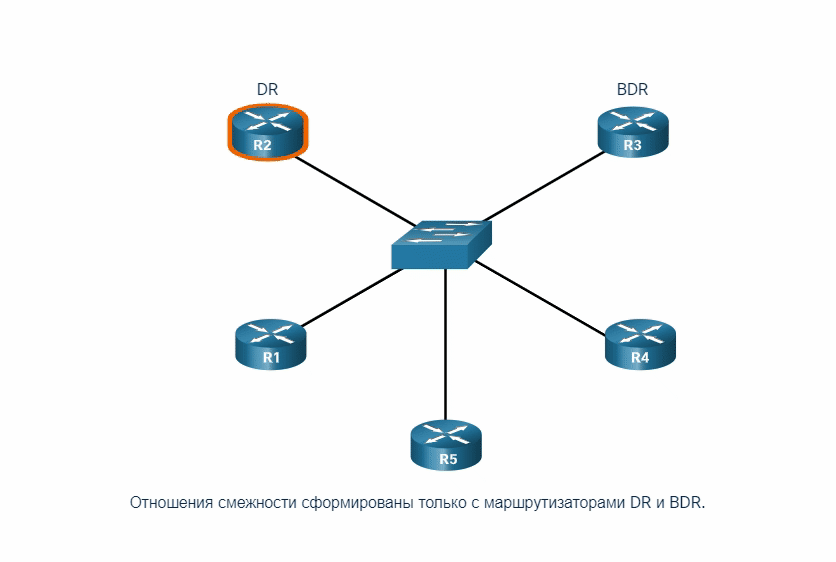 DR
BDR
R2
R3
R1
R4
R5
Отношения смежности сформированы только с маршрутизаторами DR и BDR.